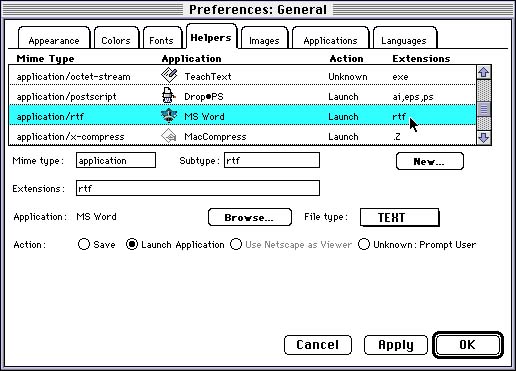 Preferences: General
Appearance Colors Fonts Helpers Images Applications Languages
Mime Type Application Action Extensions
application/octet-stream TeachText Unknown exe
application/postscript Drop●PS Launch ai,eps,ps
application/rtf MS Word Launch rtf
application/x-compress MacCompress Launch .Z
Mime type: application Subtype: rtf New...
Extensions: rtf
Application: MS Word Browse... File type: TEXT
Action: Save Launch Application Use Netscape as Viewer Unknown: Prompt User
Cancel Apply OK